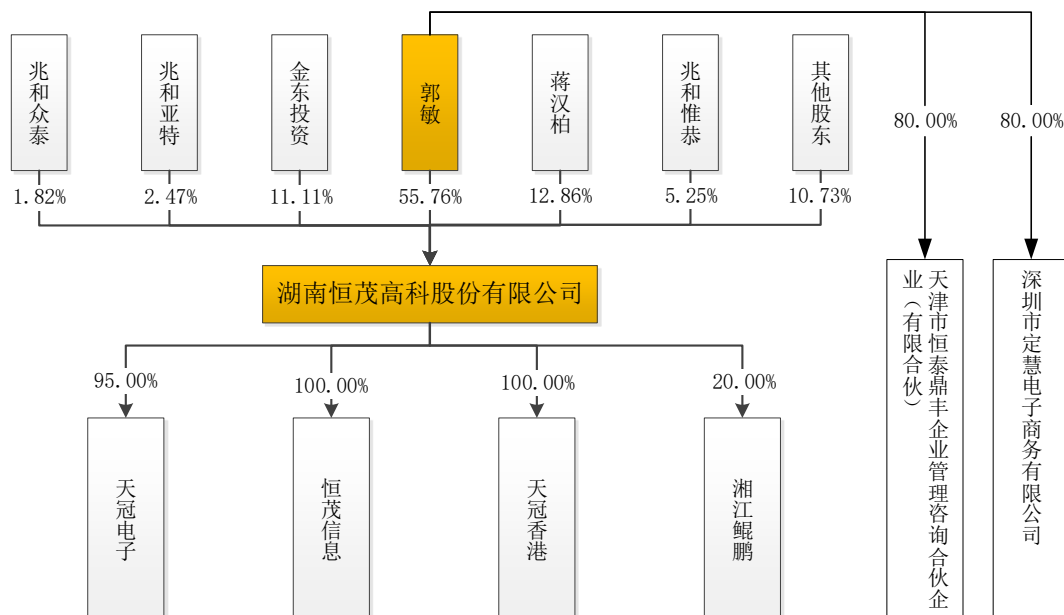 兆和众泰
兆和亚特
金东投资
郭敏
蒋汉柏
兆和惟恭
其他股东
80.00%
80.00%
1.82%
2.47%
11.11%
55.76%
12.86%
5.25%
10.73%
湖南恒茂高科股份有限公司
天津市恒泰鼎丰企业管理咨询合伙企
业（有限合伙）
深圳市定慧电子商务有限公司
95.00%
100.00%
100.00%
20.00%
天冠电子
恒茂信息
天冠香港
湘江鲲鹏